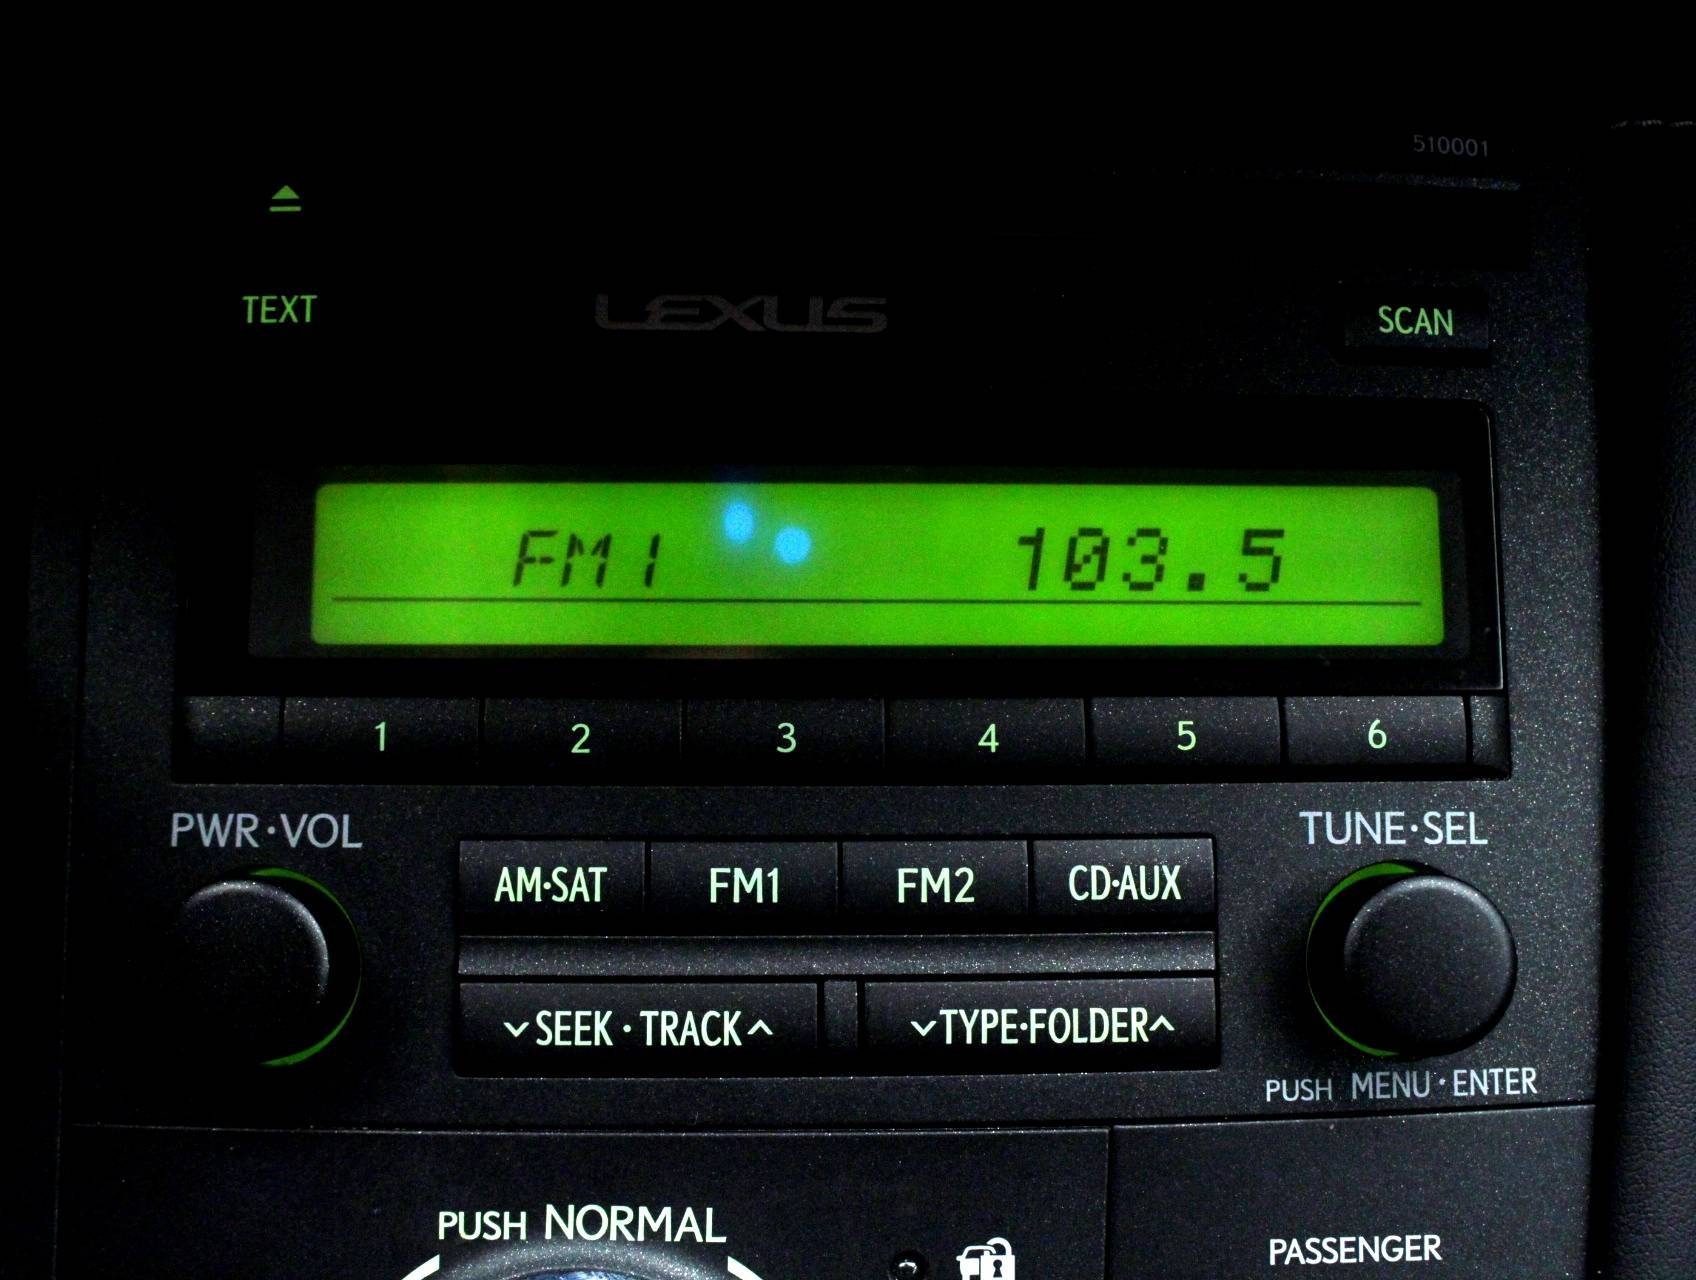 510001
TEXT
LEXUS
SCAN
FM1 103.5
1 2 3 4 5 6
PWR·VOL
TUNE·SEL
AM·SAT FM1 FM2 CD·AUX
SEEK·TRACK
TYPE·FOLDER
PUSH MENU·ENTER
PUSH NORMAL
PASSENGER